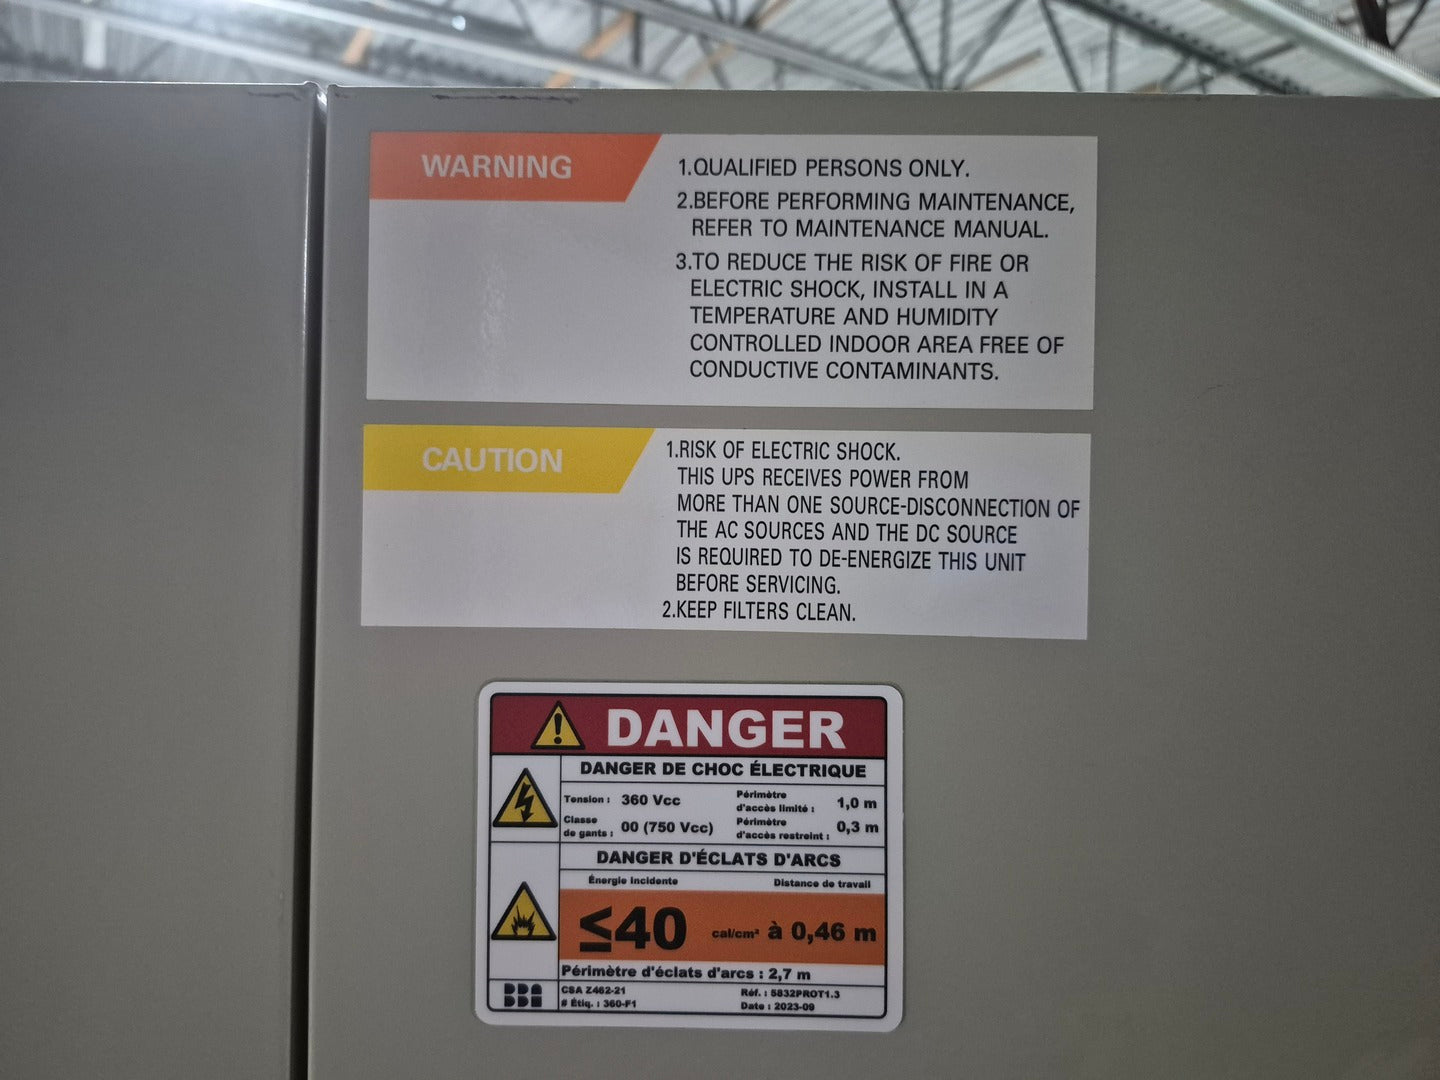 WARNING
1.QUALIFIED PERSONS ONLY.
2.BEFORE PERFORMING MAINTENANCE,
REFER TO MAINTENANCE MANUAL.
3.TO REDUCE THE RISK OF FIRE OR
ELECTRIC SHOCK, INSTALL IN A
TEMPERATURE AND HUMIDITY
CONTROLLED INDOOR AREA FREE OF
CONDUCTIVE CONTAMINANTS.
CAUTION
1.RISK OF ELECTRIC SHOCK.
THIS UPS RECEIVES POWER FROM
MORE THAN ONE SOURCE-DISCONNECTION OF
THE AC SOURCES AND THE DC SOURCE
IS REQUIRED TO DE-ENERGIZE THIS UNIT
BEFORE SERVICING.
2.KEEP FILTERS CLEAN.
DANGER
DANGER DE CHOC ÉLECTRIQUE
Tension : 360 Vcc
Classe
de gants : 00 (750 Vcc)
Périmètre
d'accès limité : 1,0 m
Périmètre
d'accès restreint : 0,3 m
DANGER D'ÉCLATS D'ARCS
Énergie incidente Distance de travail
≤40 cal/cm² à 0,46 m
Périmètre d'éclats d'arcs : 2,7 m
BBA
CSA Z462-21
# Étiq. : 360-F1
Réf. : 5832PROT1.3
Date : 2023-09